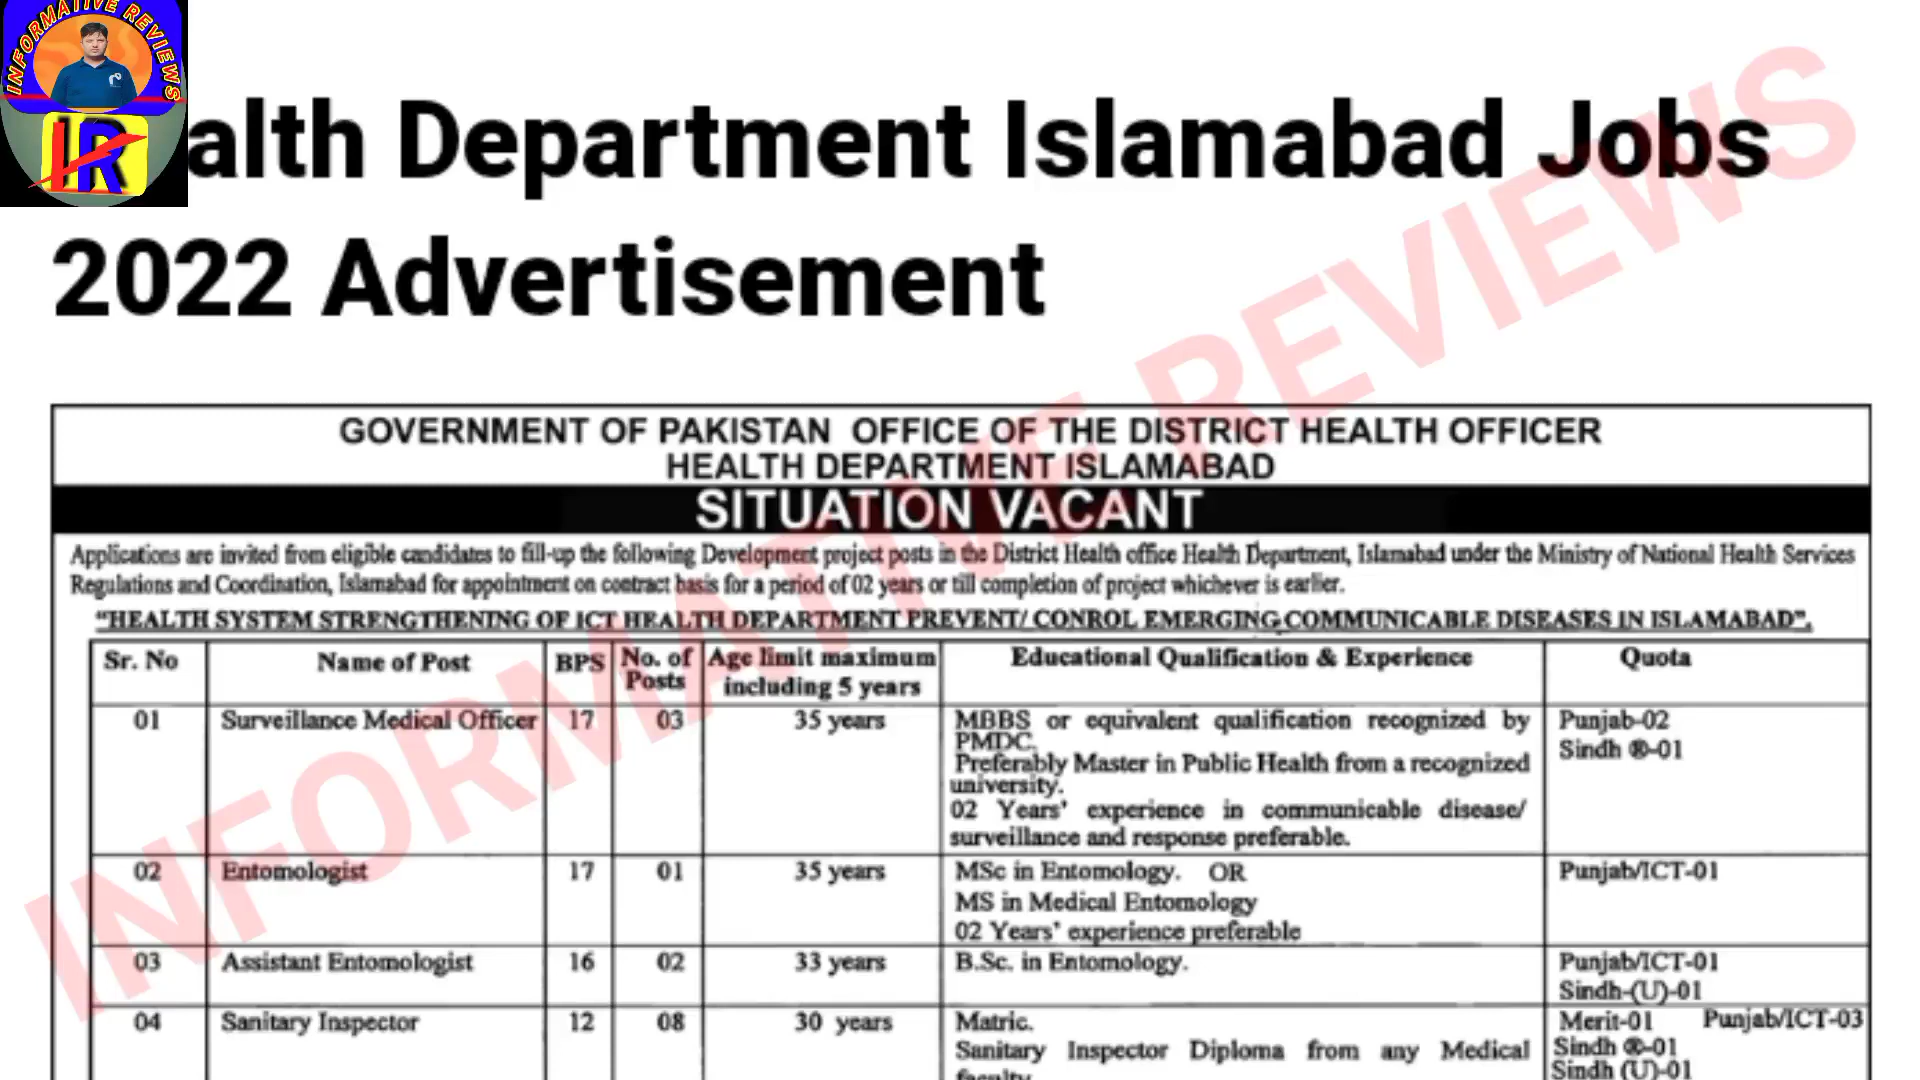 INFORMATIVE REVIEWS
IR
alth Department Islamabad Jobs
2022 Advertisement
INFORMATIVE REVIEWS
GOVERNMENT OF PAKISTAN OFFICE OF THE DISTRICT HEALTH OFFICER
HEALTH DEPARTMENT ISLAMABAD
SITUATION VACANT
Applications are invited from eligible candidates to fill-up the following Development project posts in the District Health office Health Department, Islamabad under the Ministry of National Health Services
Regulations and Coordination, Islamabad for appointment on contract basis for a period of 02 years or till completion of project whichever is earlier.
"HEALTH SYSTEM STRENGTHENING OF ICT HEALTH DEPARTMENT PREVENT/ CONROL EMERGING COMMUNICABLE DISEASES IN ISLAMABAD".
Sr. No Name of Post BPS No. of Posts Age limit maximum including 5 years Educational Qualification & Experience Quota
01 Surveillance Medical Officer 17 03 35 years MBBS or equivalent qualification recognized by Punjab-02
PMDC. Sindh ®-01
Preferably Master in Public Health from a recognized
university.
02 Years' experience in communicable disease/
surveillance and response preferable.
02 Entomologist 17 01 35 years MSc in Entomology. OR Punjab/ICT-01
MS in Medical Entomology
02 Years' experience preferable
03 Assistant Entomologist 16 02 33 years B.Sc. in Entomology. Punjab/ICT-01
Sindh-(U)-01
04 Sanitary Inspector 12 08 30 years Matric. Merit-01 Punjab/ICT-03
Sanitary Inspector Diploma from any Medical Sindh ®-01
faculty Sindh (U)-01